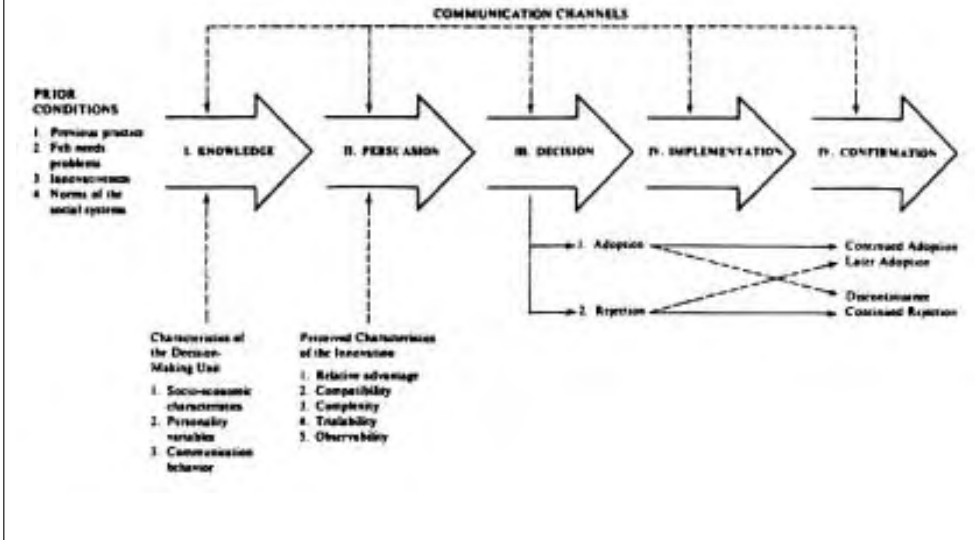 COMMUNICATION CHANNELS
PRIOR
CONDITIONS
1. Previous practice
2. Felt needs
problems
3. Innovativeness
4. Norms of the
social systems
I. KNOWLEDGE
II. PERSUASION
III. DECISION
IV. IMPLEMENTATION
IV. CONFIRMATION
1. Adoption
2. Rejection
Continued Adoption
Later Adoption
Discontinuance
Continued Rejection
Characteristics of
the Decision-
Making Unit
1. Socio-economic
characteristics
2. Personality
variables
3. Communication
behavior
Perceived Characteristics
of the Innovation
1. Relative advantage
2. Compatibility
3. Complexity
4. Trialability
5. Observability